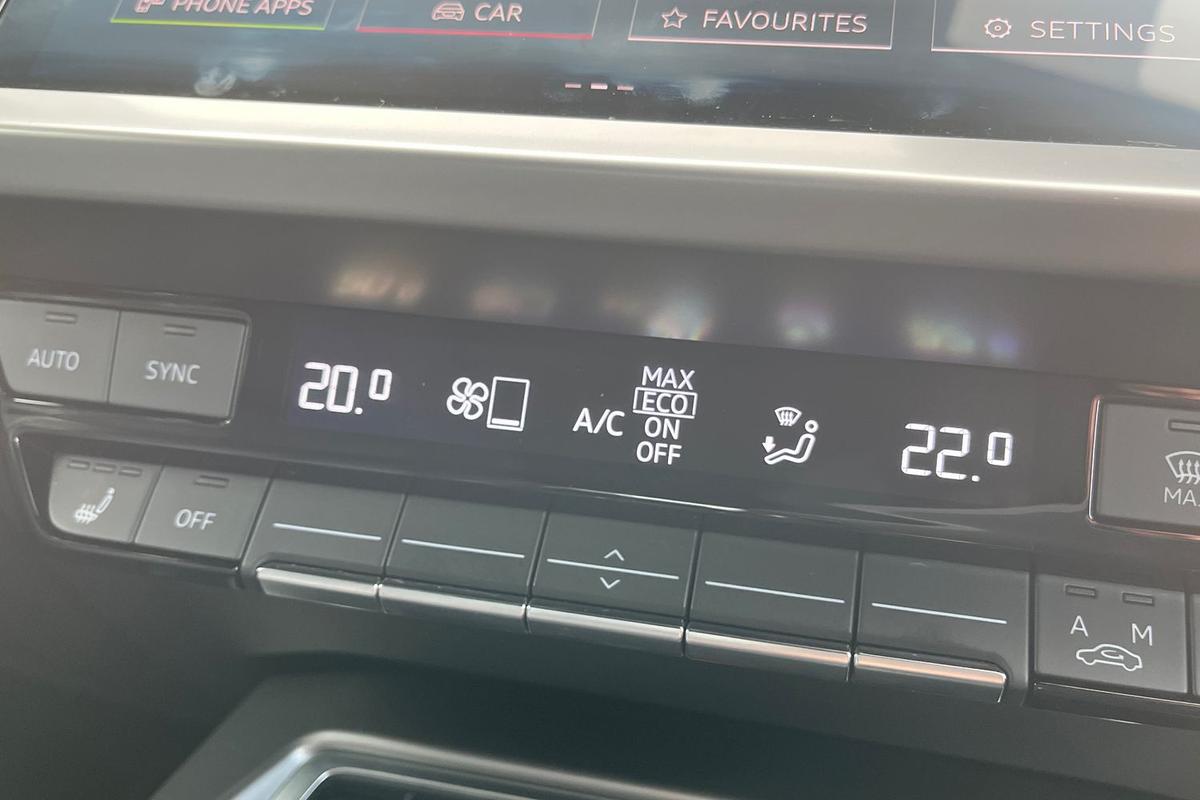 PHONE APPS
CAR
FAVOURITES
SETTINGS
AUTO
SYNC
20.0
A/C
MAX
ECO
ON
OFF
22.0
MAX
OFF
A M